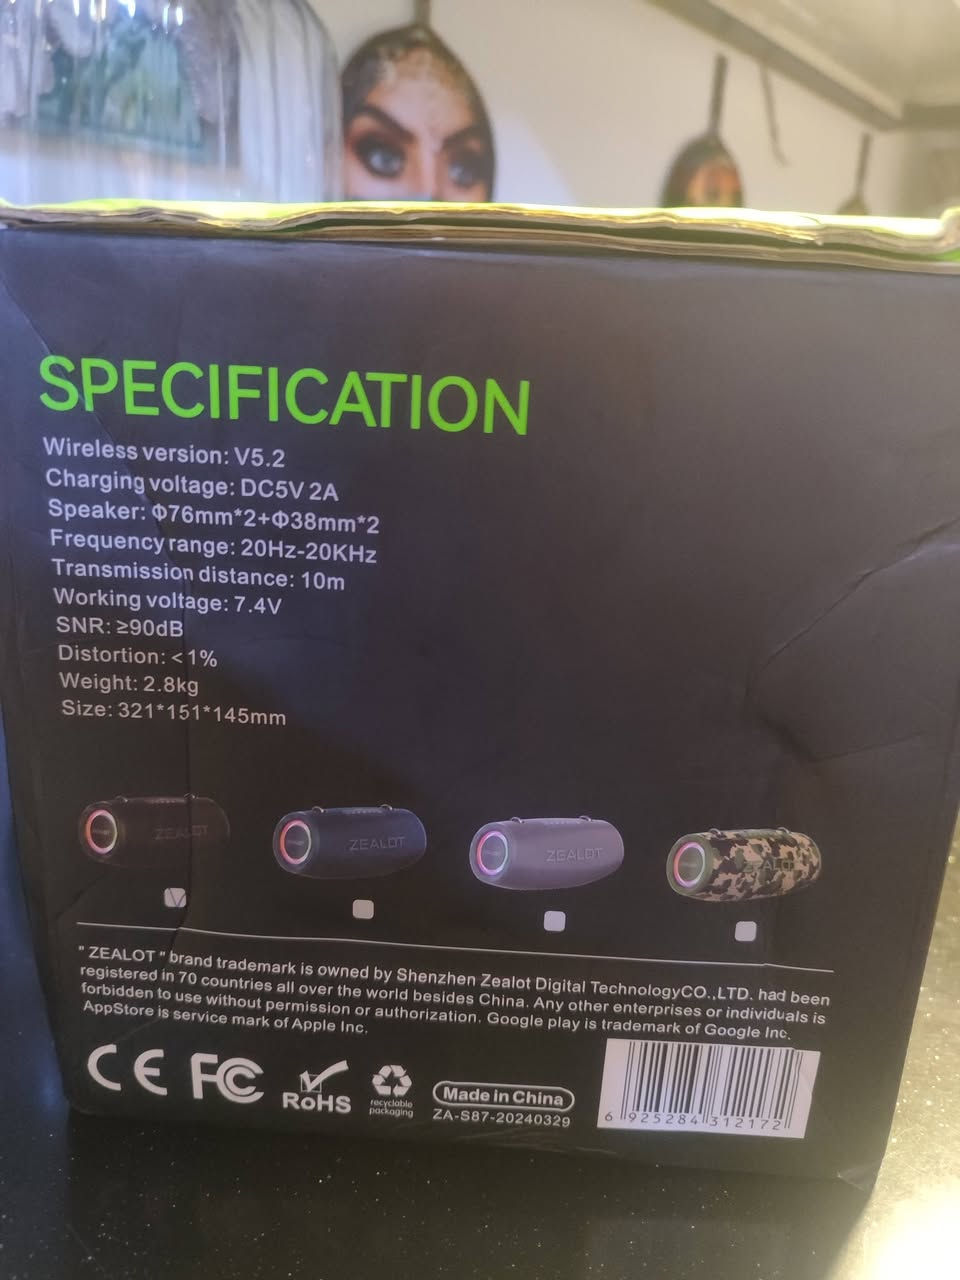 SPECIFICATION
Wireless version: V5.2
Charging voltage: DC5V 2A
Speaker: Φ76mm*2+Φ38mm*2
Frequency range: 20Hz-20KHz
Transmission distance: 10m
Working voltage: 7.4V
SNR: ≥90dB
Distortion: <1%
Weight: 2.8kg
Size: 321*151*145mm
ZEALOT ZEALOT ZEALOT ZEALOT
" ZEALOT " brand trademark is owned by Shenzhen Zealot Digital TechnologyCO.,LTD. had been
registered in 70 countries all over the world besides China. Any other enterprises or individuals is
forbidden to use without permission or authorization. Google play is trademark of Google Inc.
AppStore is service mark of Apple Inc.
CE FC RoHS
recyclable
packaging
Made in China
ZA-S87-20240329
6 925284 312172